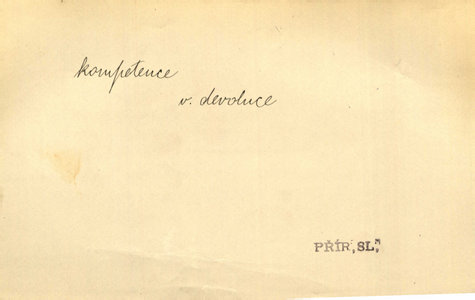 kompetence
v. devoluce
PŘÍR. SL.